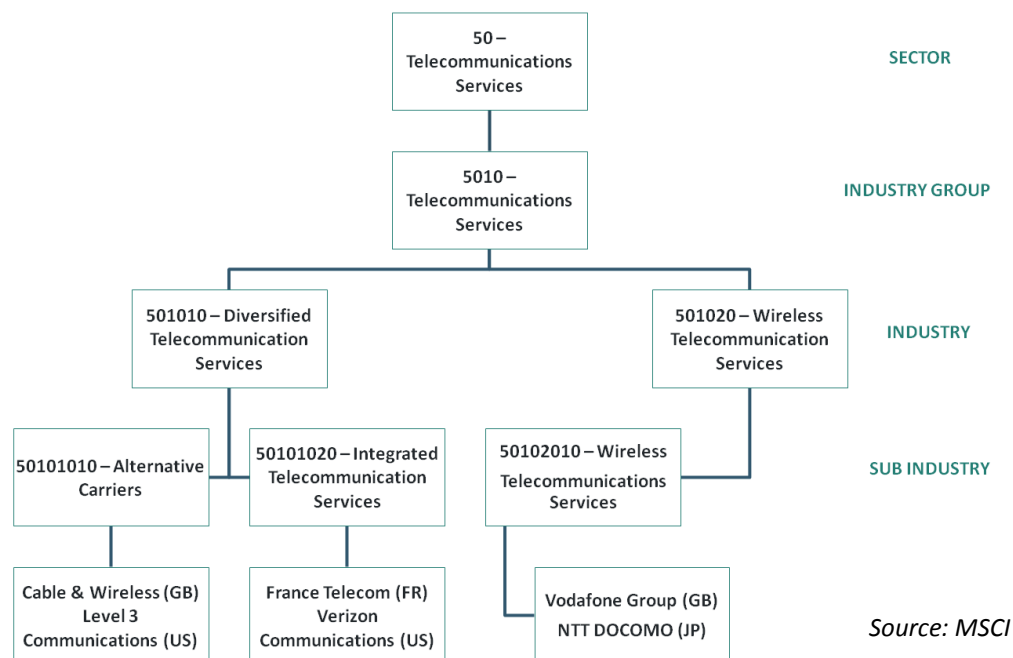 50 –
Telecommunications
Services
SECTOR
5010 –
Telecommunications
Services
INDUSTRY GROUP
501010 – Diversified
Telecommunication
Services
501020 – Wireless
Telecommunication
Services
INDUSTRY
50101010 – Alternative
Carriers
50101020 – Integrated
Telecommunication
Services
50102010 – Wireless
Telecommunications
Services
SUB INDUSTRY
Cable & Wireless (GB)
Level 3
Communications (US)
France Telecom (FR)
Verizon
Communications (US)
Vodafone Group (GB)
NTT DOCOMO (JP)
Source: MSCI